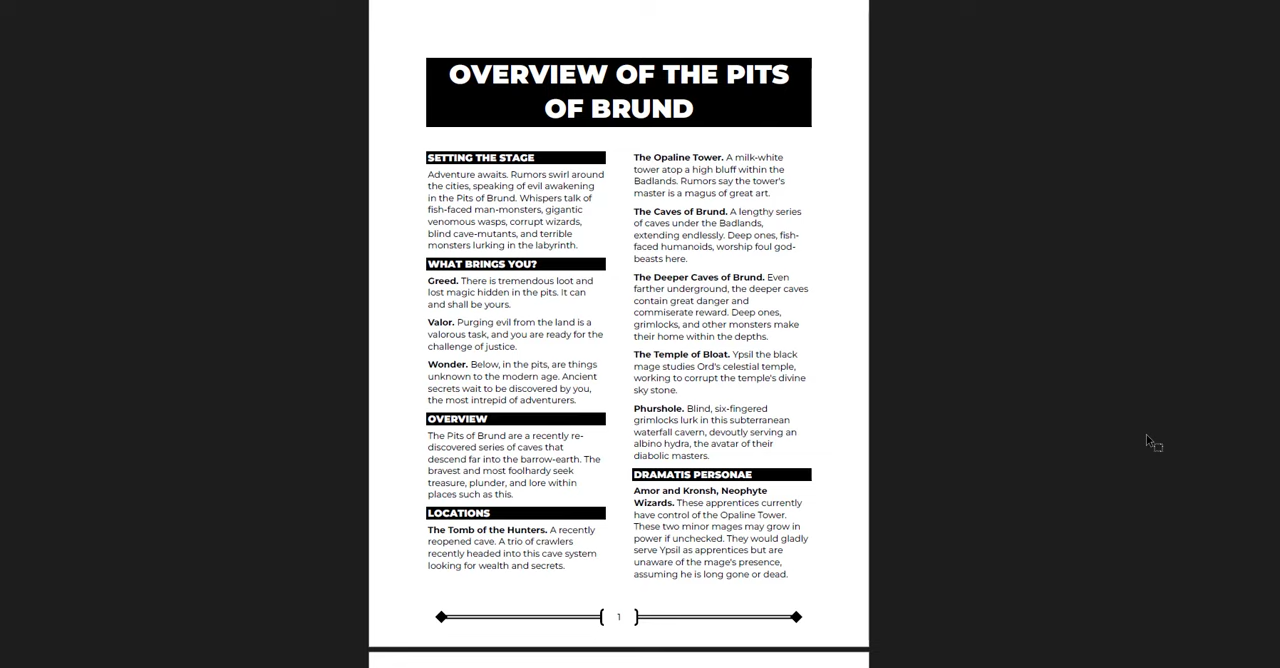 OVERVIEW OF THE PITS
OF BRUND
SETTING THE STAGE
Adventure awaits. Rumors swirl around
the cities, speaking of evil awakening
in the Pits of Brund. Whispers talk of
fish-faced man-monsters, gigantic
venomous wasps, corrupt wizards,
blind cave-mutants, and terrible
monsters lurking in the labyrinth.
WHAT BRINGS YOU?
Greed. There is tremendous loot and
lost magic hidden in the pits. It can
and shall be yours.
Valor. Purging evil from the land is a
valorous task, and you are ready for the
challenge of justice.
Wonder. Below, in the pits, are things
unknown to the modern age. Ancient
secrets wait to be discovered by you,
the most intrepid of adventurers.
OVERVIEW
The Pits of Brund are a recently re-
discovered series of caves that
descend far into the barrow-earth. The
bravest and most foolhardy seek
treasure, plunder, and lore within
places such as this.
LOCATIONS
The Tomb of the Hunters. A recently
reopened cave. A trio of crawlers
recently headed into this cave system
looking for wealth and secrets.
The Opaline Tower. A milk-white
tower atop a high bluff within the
Badlands. Rumors say the tower's
master is a magus of great art.
The Caves of Brund. A lengthy series
of caves under the Badlands,
extending endlessly. Deep ones, fish-
faced humanoids, worship foul god-
beasts here.
The Deeper Caves of Brund. Even
farther underground, the deeper caves
contain great danger and
commiserate reward. Deep ones,
grimlocks, and other monsters make
their home within the depths.
The Temple of Bloat. Ypsil the black
mage studies Ord's celestial temple,
working to corrupt the temple's divine
sky stone.
Phurshole. Blind, six-fingered
grimlocks lurk in this subterranean
waterfall cavern, devoutly serving an
albino hydra, the avatar of their
diabolic masters.
DRAMATIS PERSONAE
Amor and Kronsh, Neophyte
Wizards. These apprentices currently
have control of the Opaline Tower.
These two minor mages may grow in
power if unchecked. They would gladly
serve Ypsil as apprentices but are
unaware of the mage's presence,
assuming he is long gone or dead.
1